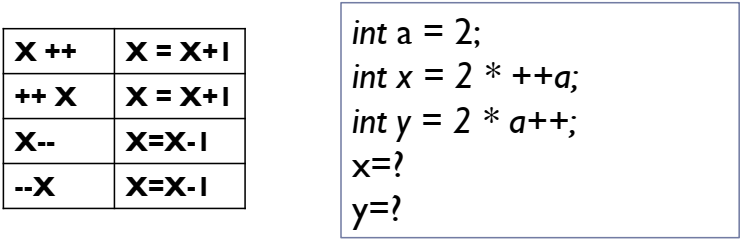 X ++ X = X+1
++ X X = X+1
X-- X=X-1
--X X=X-1
int a = 2;
int x = 2 * ++a;
int y = 2 * a++;
x=?
y=?